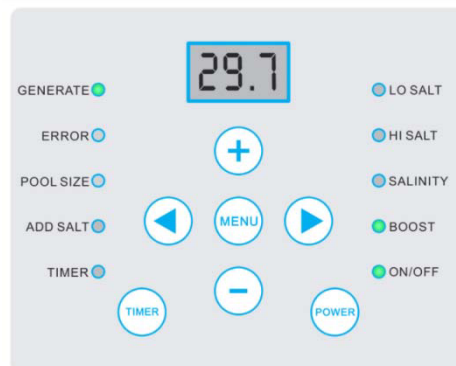 29.7
GENERATE
ERROR
POOL SIZE
ADD SALT
TIMER
LO SALT
HI SALT
SALINITY
BOOST
ON/OFF
+
MENU
−
TIMER
POWER